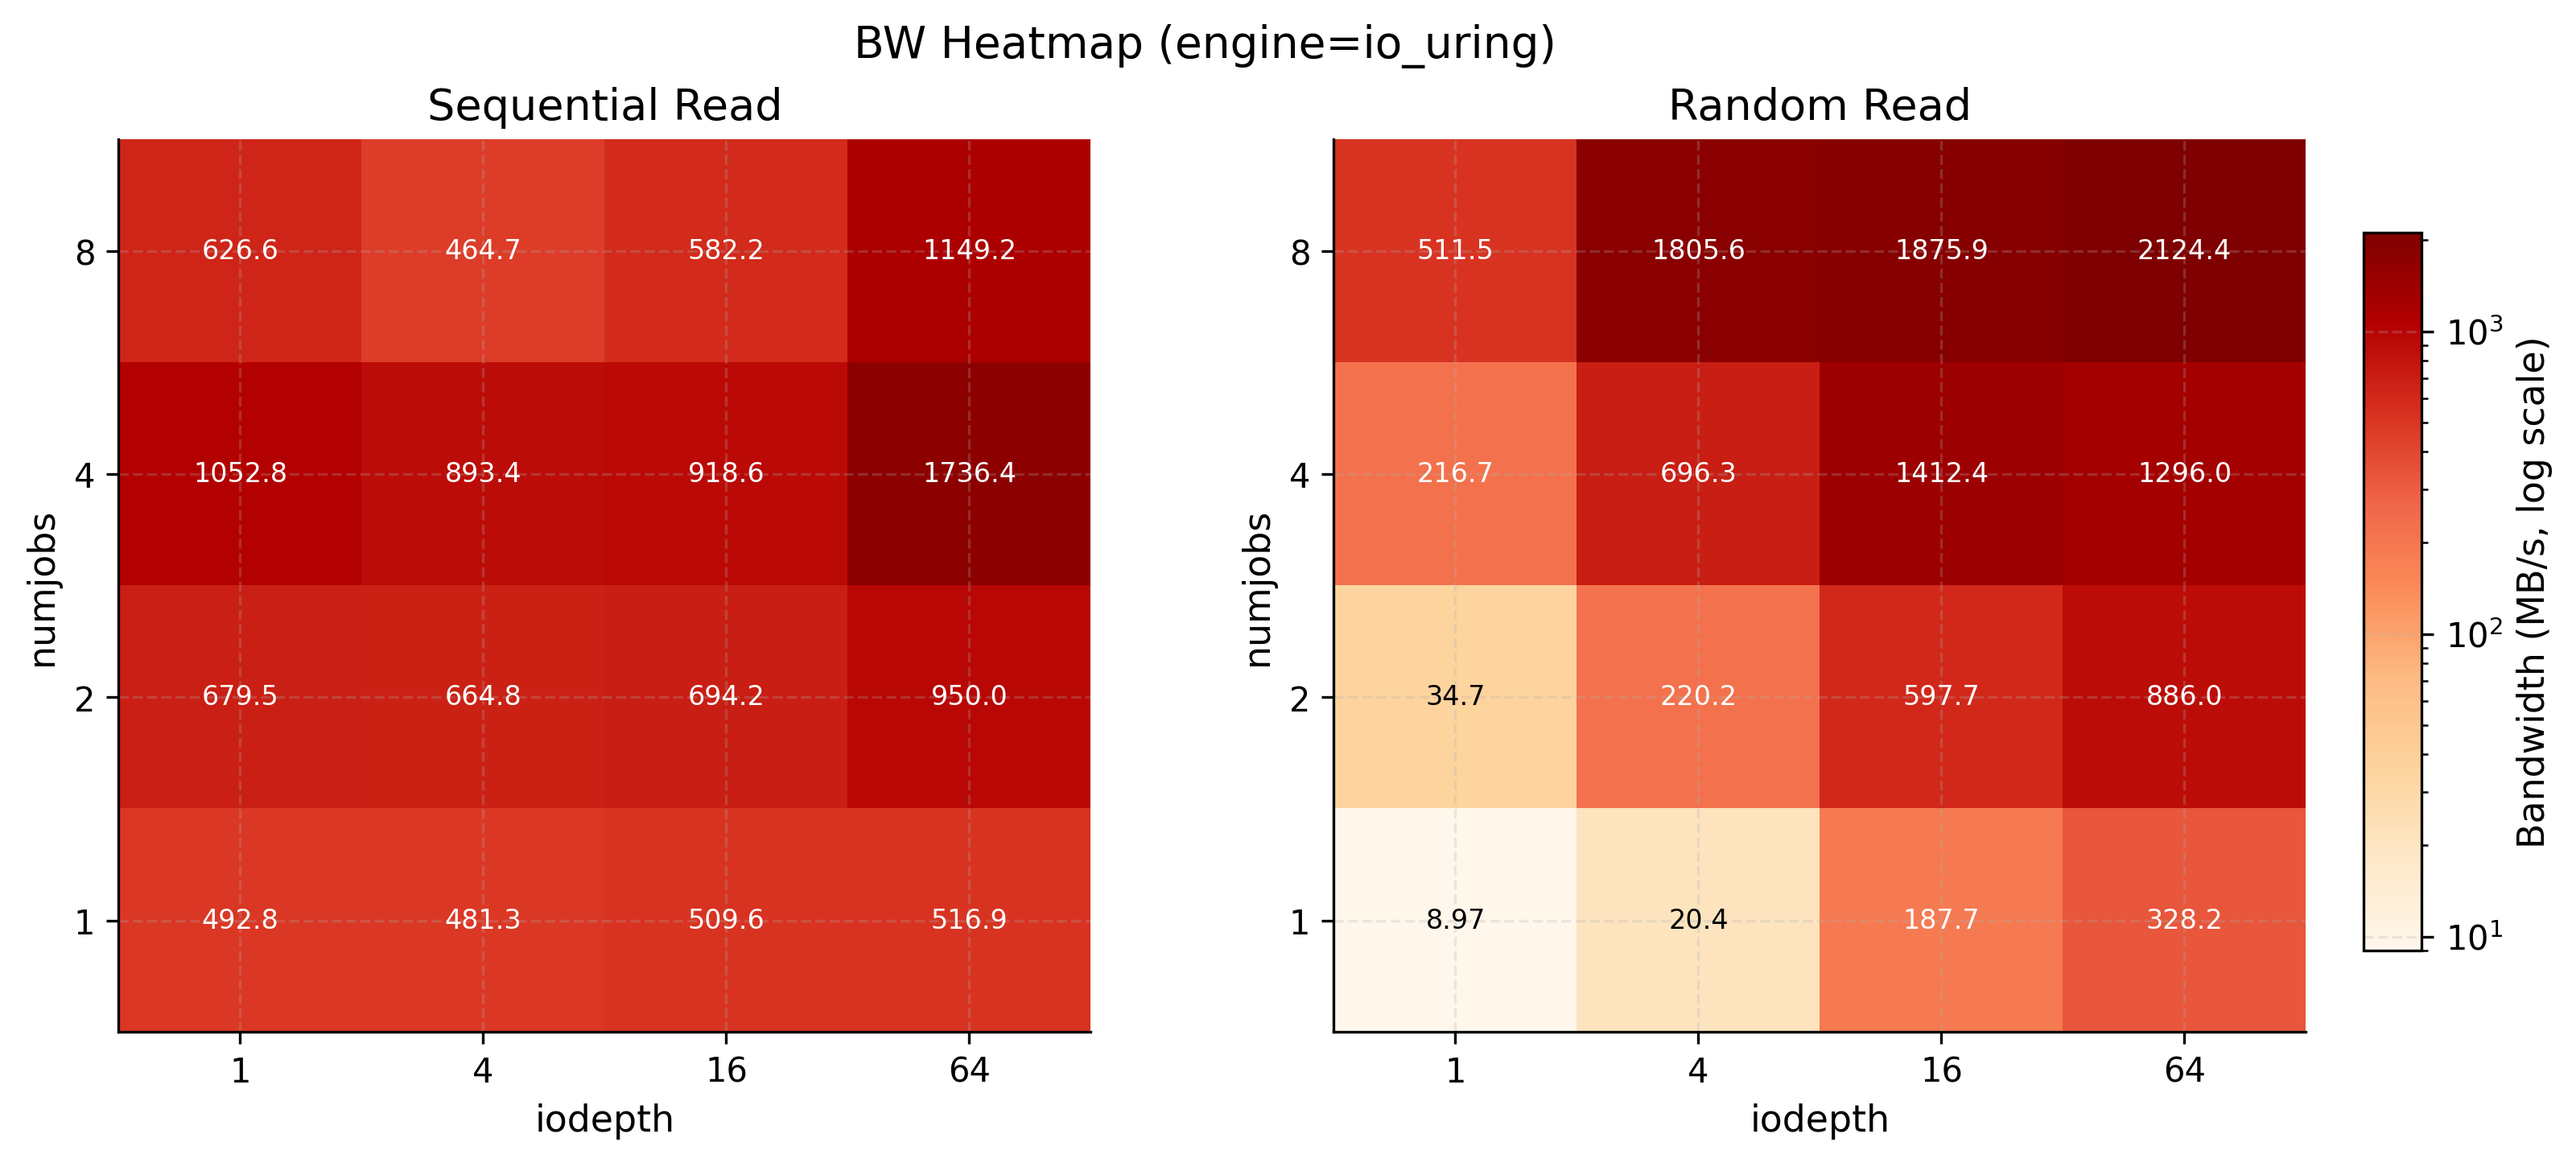 BW Heatmap (engine=io_uring)
Sequential Read
numjobs
8
626.6 464.7 582.2 1149.2
4
1052.8 893.4 918.6 1736.4
2
679.5 664.8 694.2 950.0
1
492.8 481.3 509.6 516.9
1 4 16 64
iodepth
Random Read
numjobs
8
511.5 1805.6 1875.9 2124.4
4
216.7 696.3 1412.4 1296.0
2
34.7 220.2 597.7 886.0
1
8.97 20.4 187.7 328.2
1 4 16 64
iodepth
10³
10²
10¹
Bandwidth (MB/s, log scale)